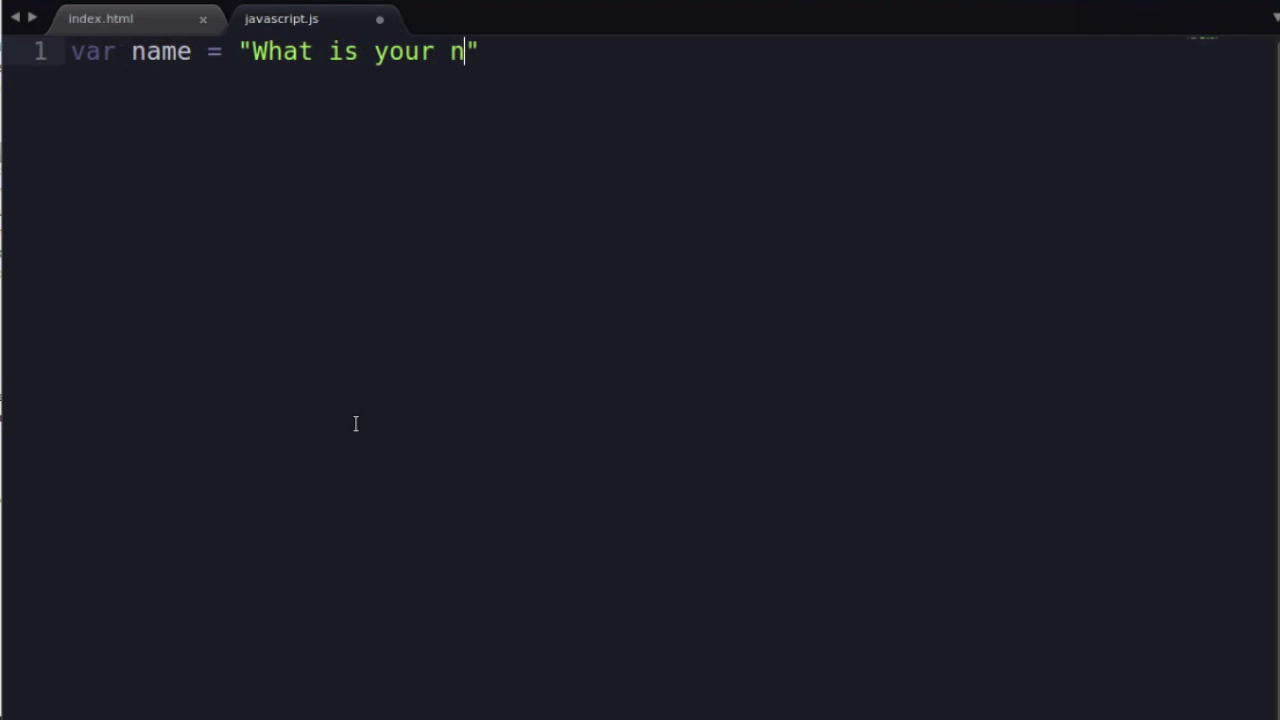 index.html
javascript.js
1 var name = "What is your n"